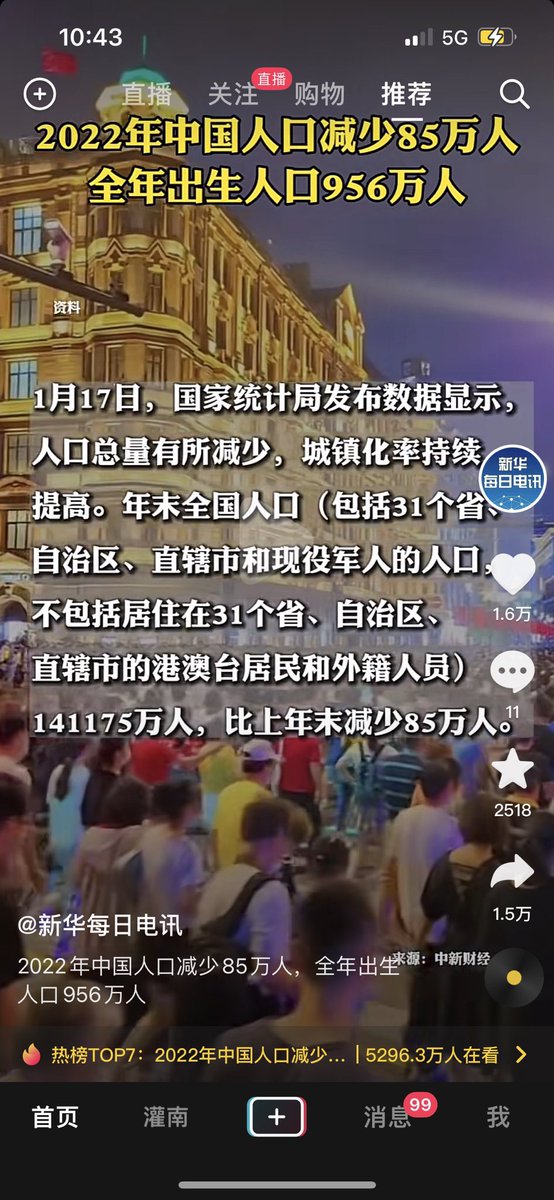 10:43
5G
直播
关注
直播
购物
推荐
2022年中国人口减少85万人
全年出生人口956万人
资料
1月17日，国家统计局发布数据显示，
人口总量有所减少，城镇化率持续
提高。年末全国人口（包括31个省、
自治区、直辖市和现役军人的人口，
不包括居住在31个省、自治区、
直辖市的港澳台居民和外籍人员）
141175万人，比上年末减少85万人。
新华
每日电讯
1.6万
11
2518
1.5万
@新华每日电讯
来源：中新财经
2022年中国人口减少85万人，全年出生
人口956万人
热榜TOP7：2022年中国人口减少... | 5296.3万人在看
首页
灌南
消息
99
我